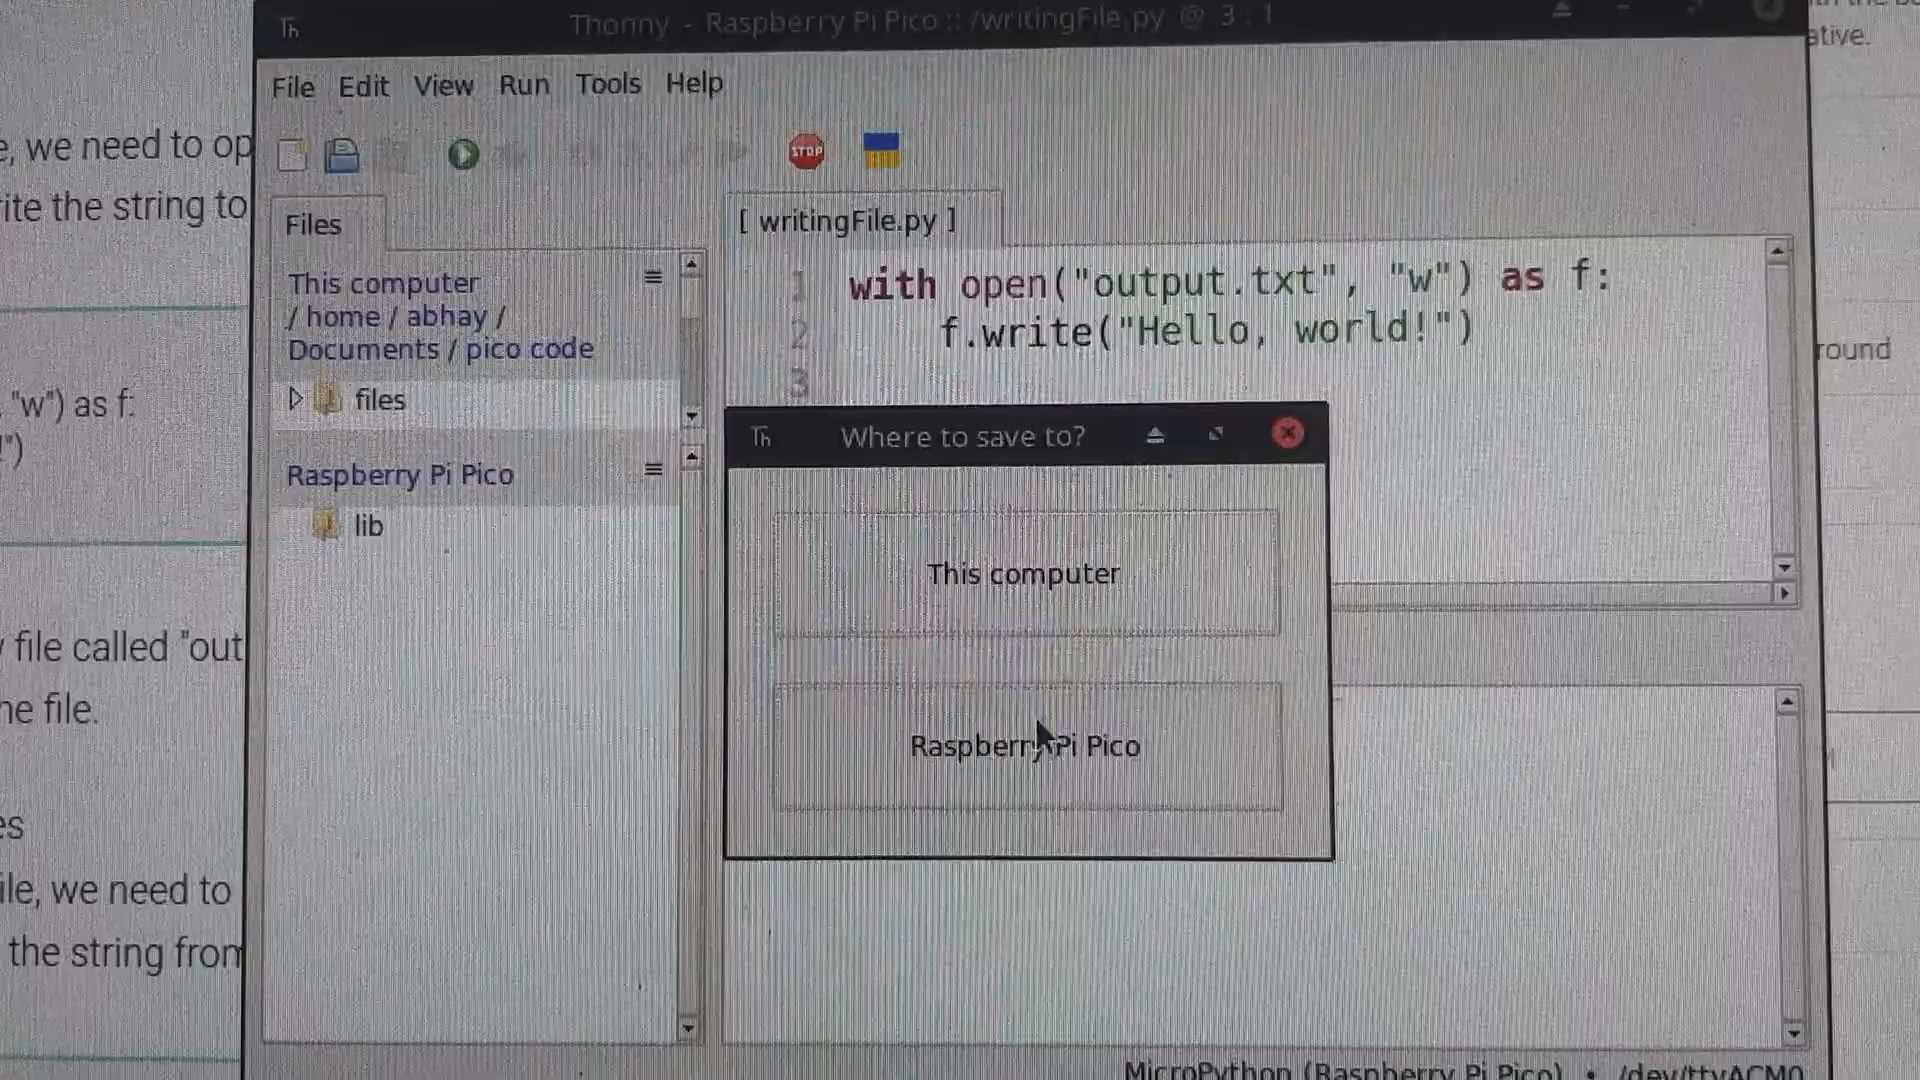 Th Thonny - Raspberry Pi Pico :: /writingFile.py @ 3 : 1
ative.
File Edit View Run Tools Help
e, we need to op
STOP
ite the string to
Files
[ writingFile.py ]
This computer
/ home / abhay /
Documents / pico code
files
1 with open("output.txt", "w") as f:
2 f.write("Hello, world!")
3
round
"w") as f:
")
Raspberry Pi Pico
lib
Th Where to save to?
This computer
Raspberry Pi Pico
file called "out
he file.
es
ile, we need to
the string from
MicroPython (Raspberry Pi Pico) • /dev/ttyACM0